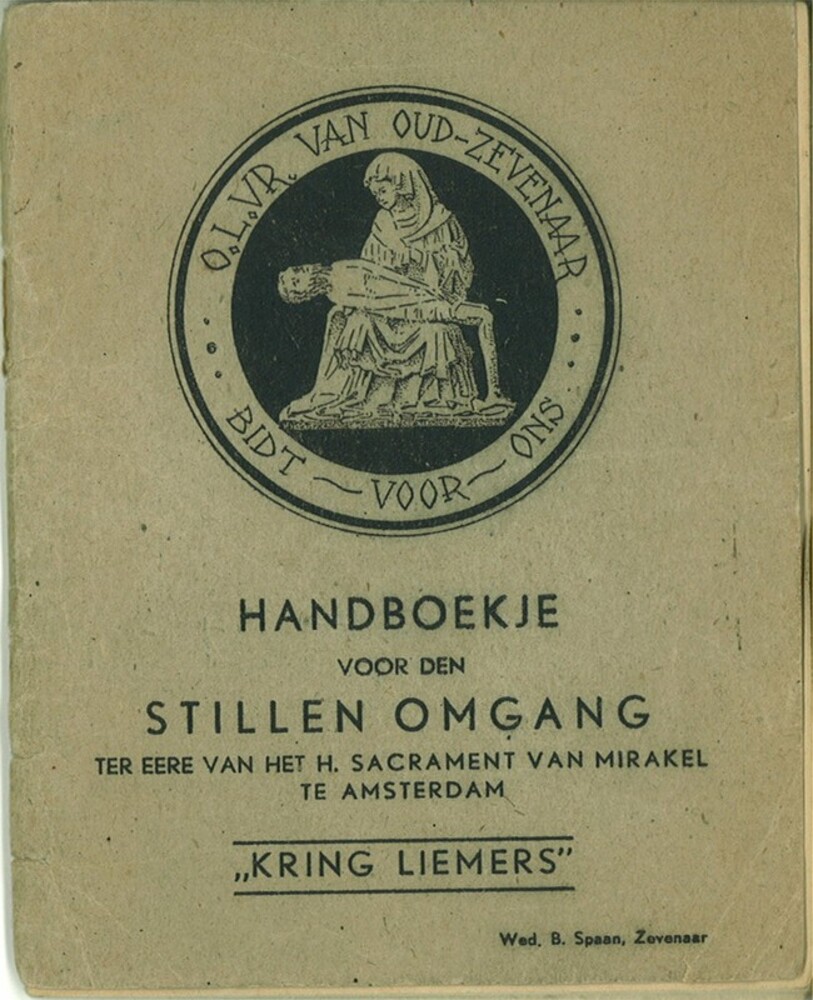 O.L.VR. VAN OUD-ZEVENAAR
BIDT ~ VOOR ~ ONS
HANDBOEKJE
VOOR DEN
STILLEN OMGANG
TER EERE VAN HET H. SACRAMENT VAN MIRAKEL
TE AMSTERDAM
„KRING LIEMERS”
Wed. B. Spaan, Zevenaar